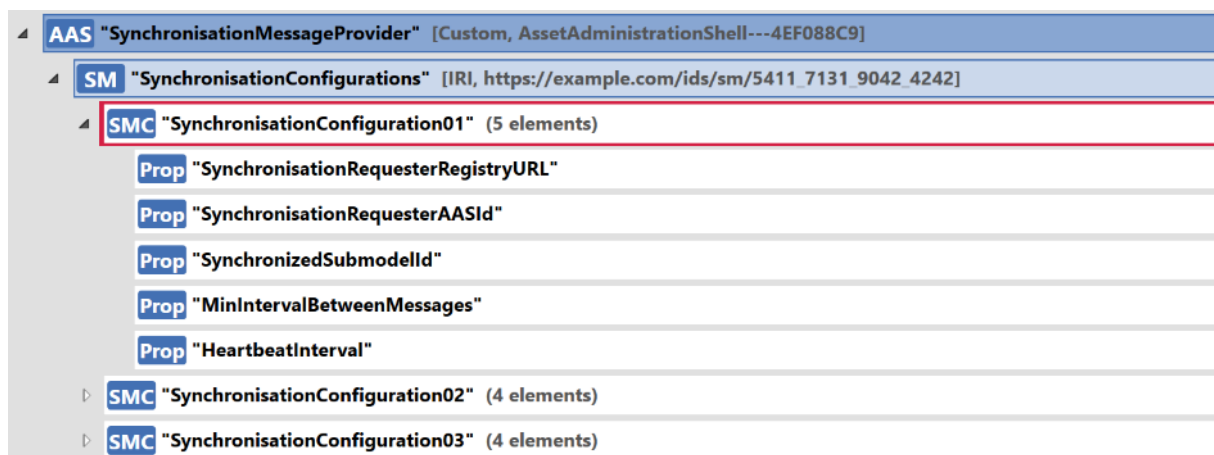 AAS "SynchronisationMessageProvider" [Custom, AssetAdministrationShell---4EF088C9]
SM "SynchronisationConfigurations" [IRI, https://example.com/ids/sm/5411_7131_9042_4242]
SMC "SynchronisationConfiguration01" (5 elements)
Prop "SynchronisationRequesterRegistryURL"
Prop "SynchronisationRequesterAASId"
Prop "SynchronizedSubmodelId"
Prop "MinIntervalBetweenMessages"
Prop "HeartbeatInterval"
SMC "SynchronisationConfiguration02" (4 elements)
SMC "SynchronisationConfiguration03" (4 elements)